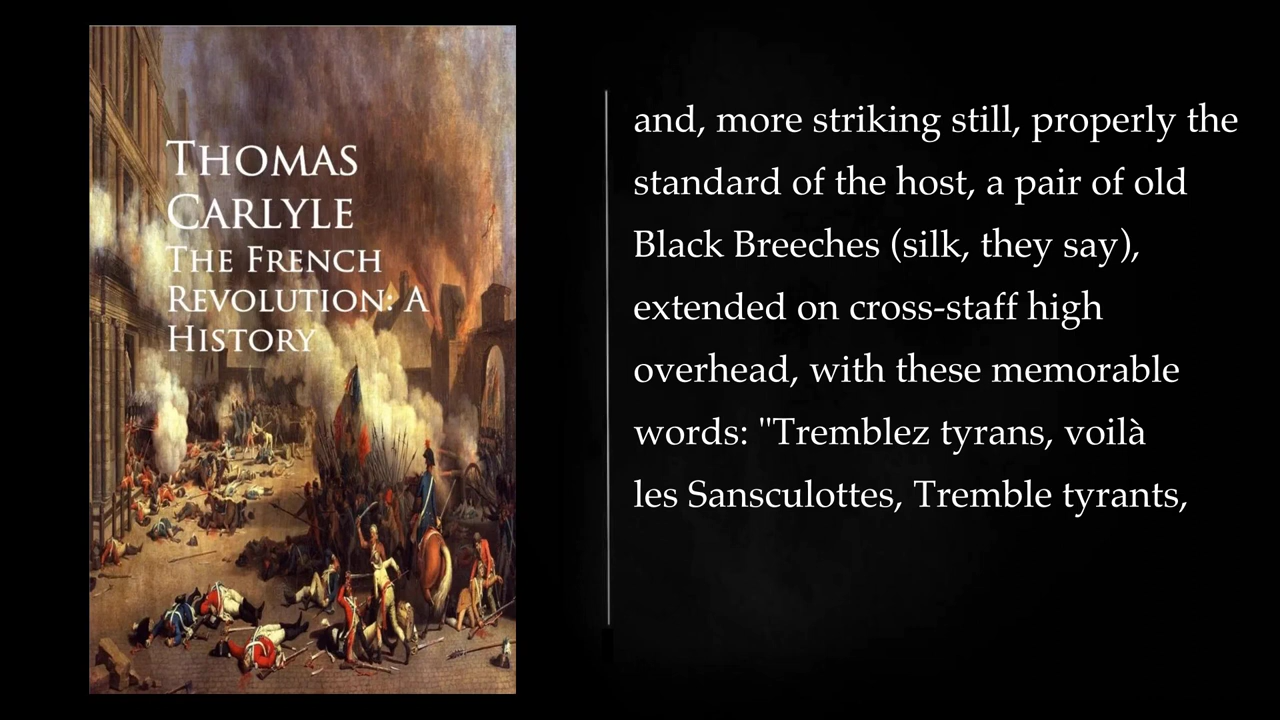 THOMAS
CARLYLE
THE FRENCH
REVOLUTION: A
HISTORY
and, more striking still, properly the
standard of the host, a pair of old
Black Breeches (silk, they say),
extended on cross-staff high
overhead, with these memorable
words: "Tremblez tyrans, voilà
les Sansculottes, Tremble tyrants,